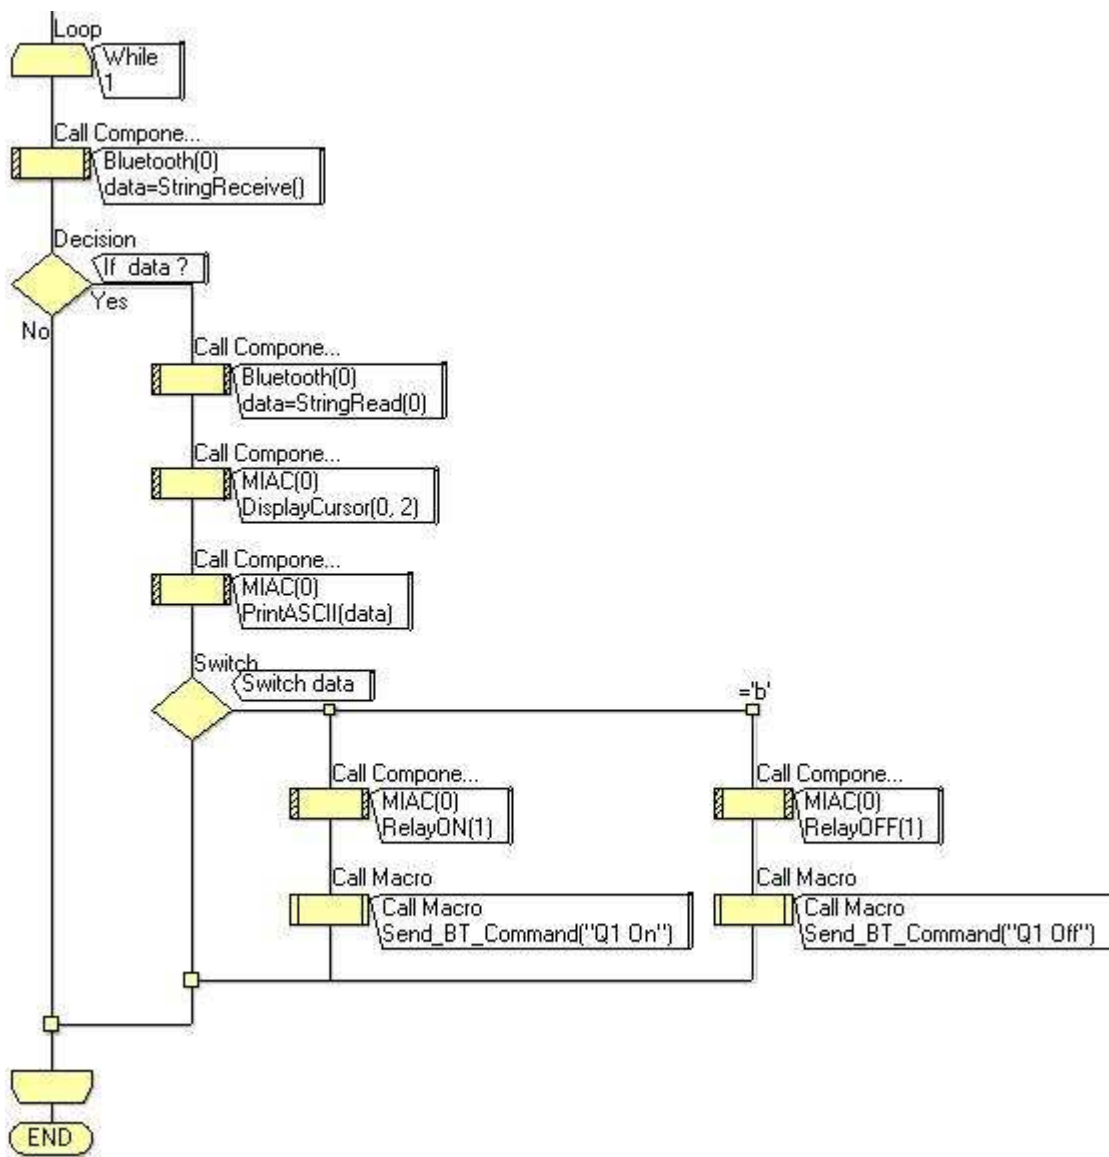 Loop
While
1
Call Compone...
Bluetooth(0)
data=StringReceive()
Decision
If data ?
Yes
No
Call Compone...
Bluetooth(0)
data=StringRead(0)
Call Compone...
MIAC(0)
DisplayCursor(0, 2)
Call Compone...
MIAC(0)
PrintASCII(data)
Switch
Switch data
='b'
Call Compone...
MIAC(0)
RelayON(1)
Call Compone...
MIAC(0)
RelayOFF(1)
Call Macro
Call Macro
Send_BT_Command("Q1 On")
Call Macro
Call Macro
Send_BT_Command("Q1 Off")
END